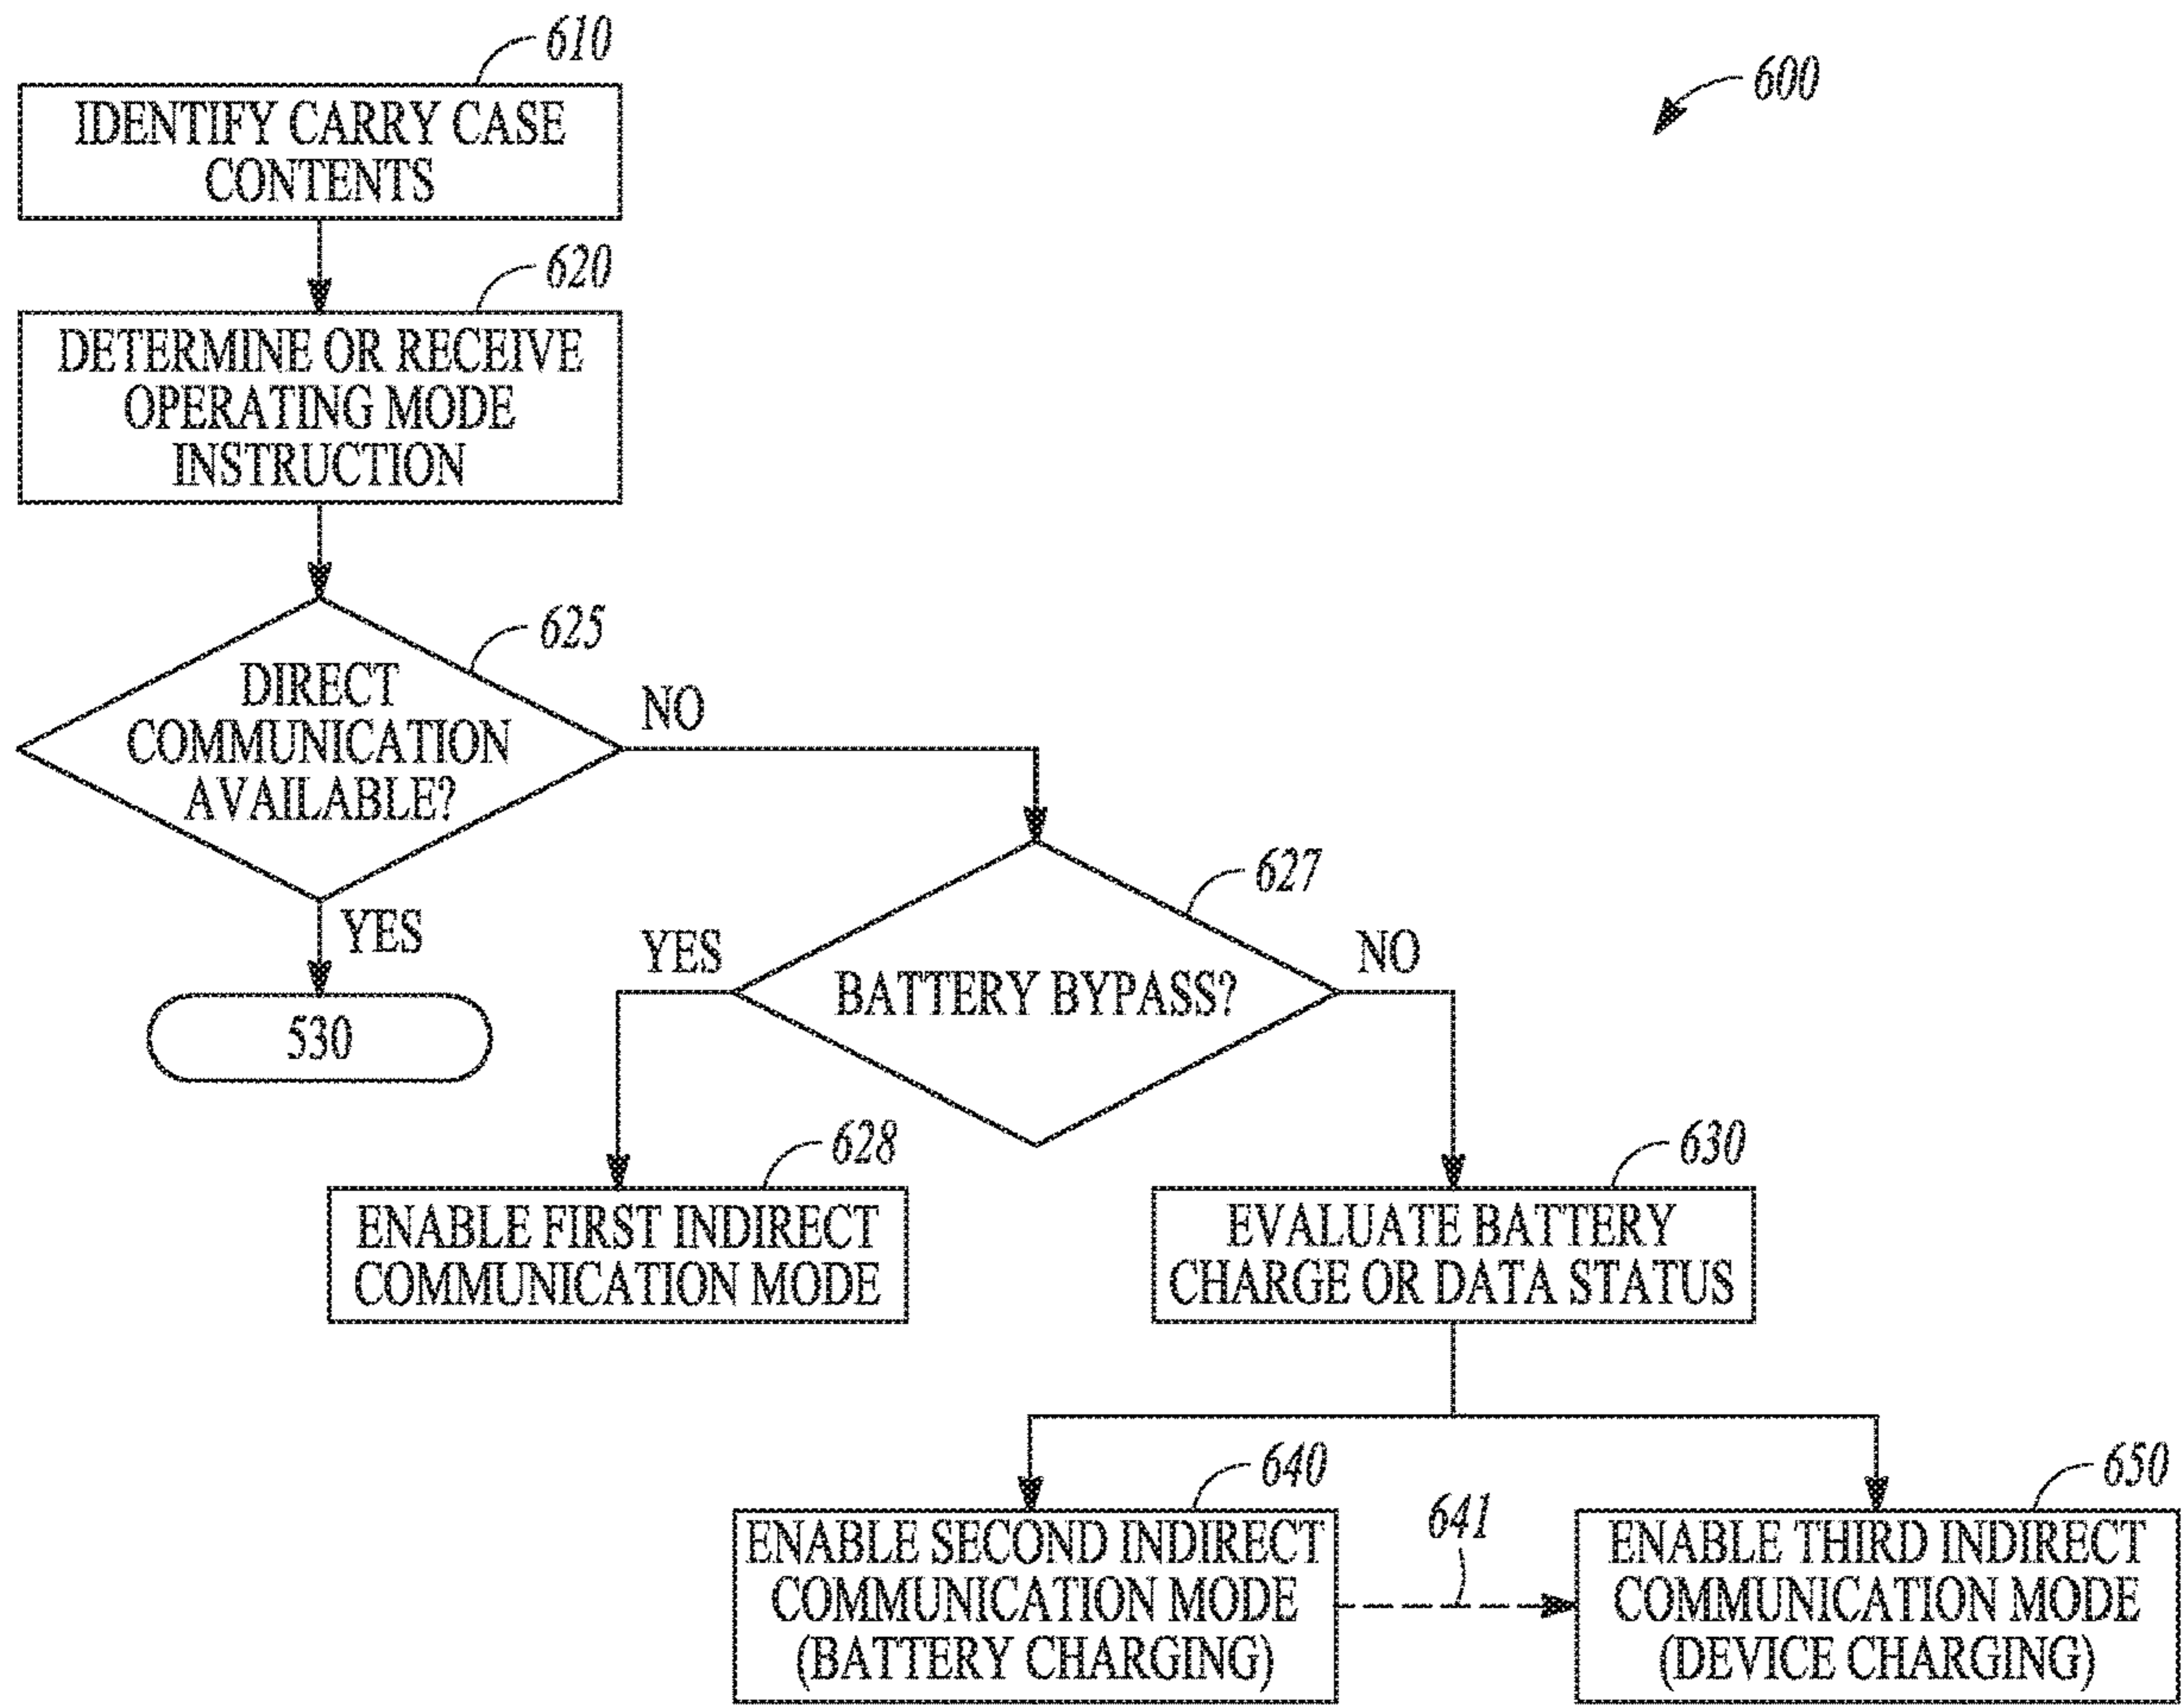 610
600
IDENTIFY CARRY CASE
CONTENTS
620
DETERMINE OR RECEIVE
OPERATING MODE
INSTRUCTION
625
DIRECT
COMMUNICATION
AVAILABLE?
NO
YES
530
627
BATTERY BYPASS?
YES
NO
628
ENABLE FIRST INDIRECT
COMMUNICATION MODE
630
EVALUATE BATTERY
CHARGE OR DATA STATUS
640
ENABLE SECOND INDIRECT
COMMUNICATION MODE
(BATTERY CHARGING)
641
650
ENABLE THIRD INDIRECT
COMMUNICATION MODE
(DEVICE CHARGING)